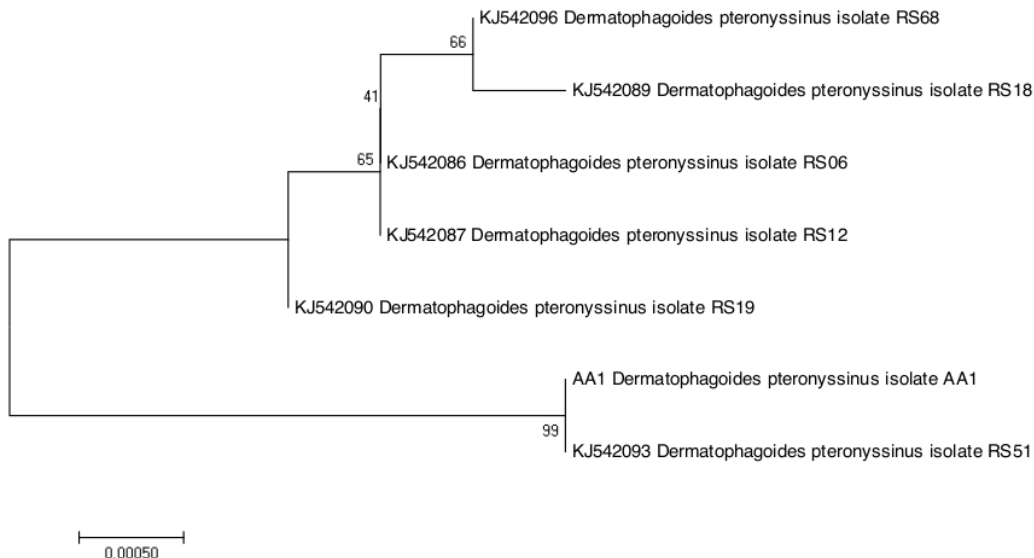 KJ542096 Dermatophagoides pteronyssinus isolate RS68
66
KJ542089 Dermatophagoides pteronyssinus isolate RS18
41
65
KJ542086 Dermatophagoides pteronyssinus isolate RS06
KJ542087 Dermatophagoides pteronyssinus isolate RS12
KJ542090 Dermatophagoides pteronyssinus isolate RS19
AA1 Dermatophagoides pteronyssinus isolate AA1
99
KJ542093 Dermatophagoides pteronyssinus isolate RS51
0.00050